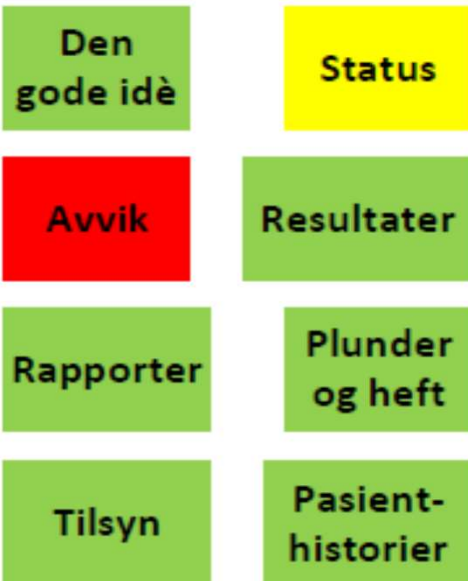 Den
gode idè
Status
Avvik
Resultater
Rapporter
Plunder
og heft
Tilsyn
Pasient-
historier